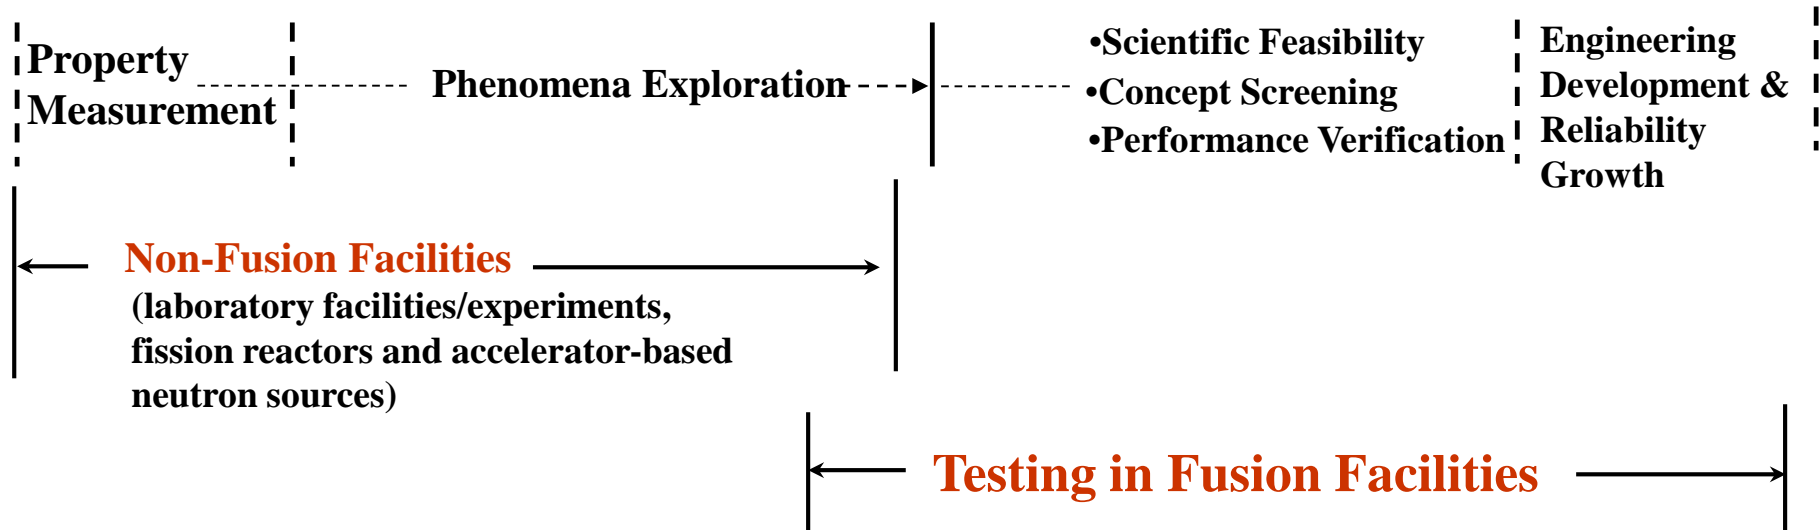 Property
Measurement
Phenomena Exploration
•Scientific Feasibility
•Concept Screening
•Performance Verification
Engineering
Development &
Reliability
Growth
Non-Fusion Facilities
(laboratory facilities/experiments,
fission reactors and accelerator-based
neutron sources)
Testing in Fusion Facilities